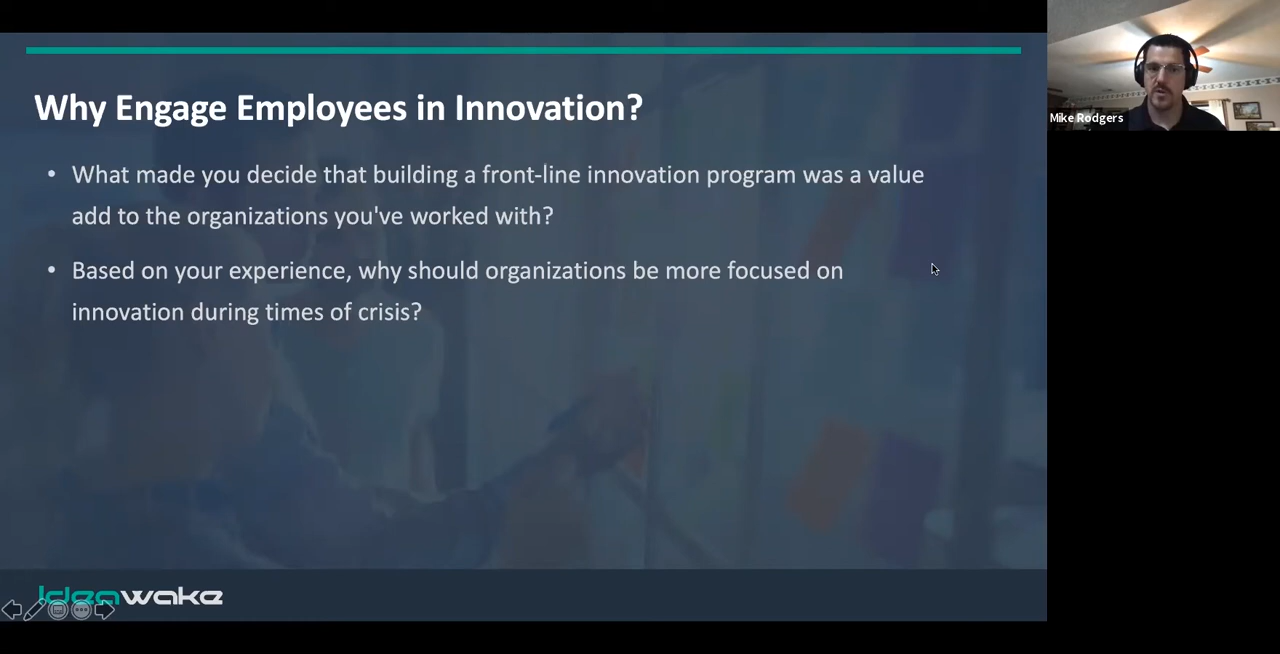 Why Engage Employees in Innovation?
• What made you decide that building a front-line innovation program was a value
add to the organizations you've worked with?
• Based on your experience, why should organizations be more focused on
innovation during times of crisis?
Mike Rodgers
ideawake